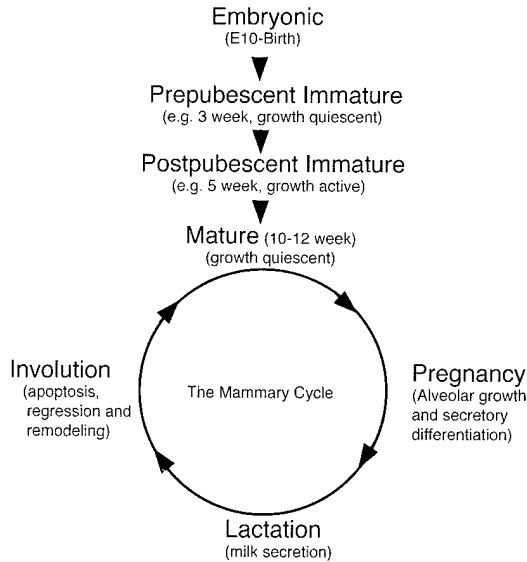 Embryonic
(E10-Birth)
Prepubescent Immature
(e.g. 3 week, growth quiescent)
Postpubescent Immature
(e.g. 5 week, growth active)
Mature (10-12 week)
(growth quiescent)
Involution
(apoptosis,
regression and
remodeling)
The Mammary Cycle
Pregnancy
(Alveolar growth
and secretory
differentiation)
Lactation
(milk secretion)